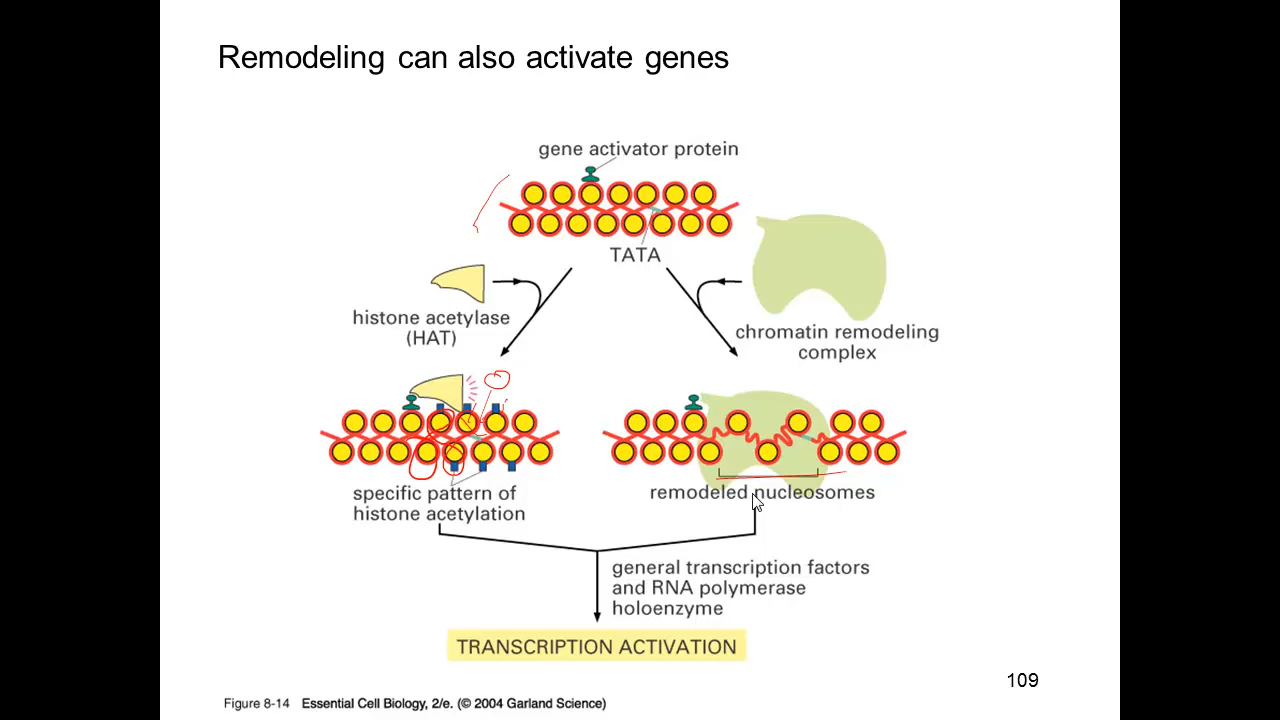 Remodeling can also activate genes
gene activator protein
TATA
histone acetylase
(HAT)
chromatin remodeling
complex
specific pattern of
histone acetylation
remodeled nucleosomes
general transcription factors
and RNA polymerase
holoenzyme
TRANSCRIPTION ACTIVATION
109
Figure 8-14 Essential Cell Biology, 2/e. (© 2004 Garland Science)